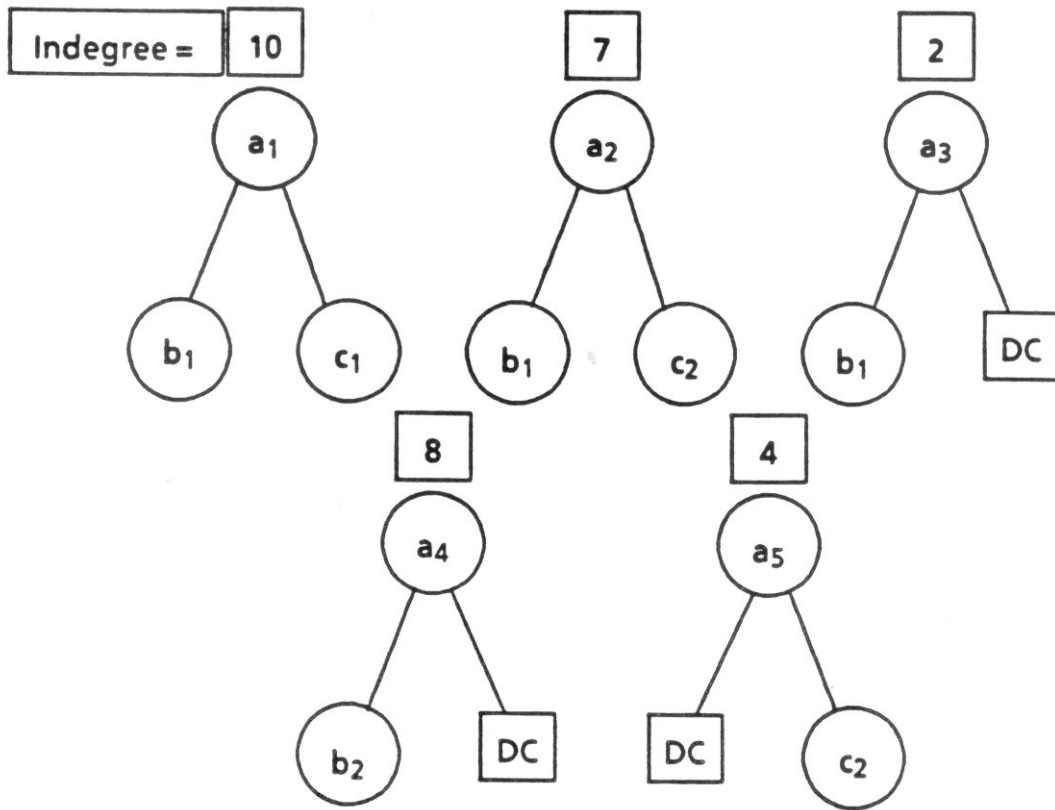 Indegree = 10 7 2
a1 a2 a3
b1 c1 b1 c2 b1 DC
8 4
a4 a5
b2 DC DC c2